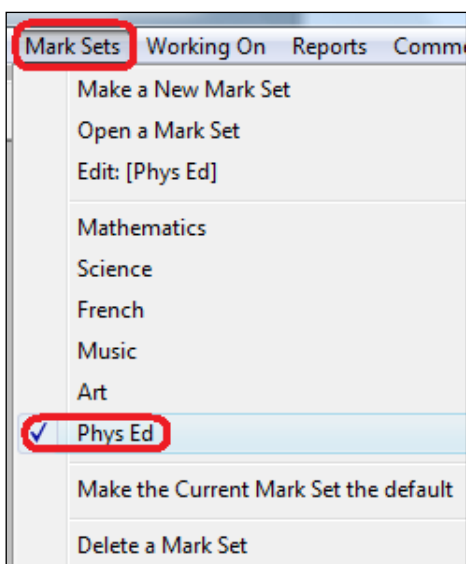 Mark Sets Working On Reports
Make a New Mark Set
Open a Mark Set
Edit: [Phys Ed]
Mathematics
Science
French
Music
Art
Phys Ed
Make the Current Mark Set the default
Delete a Mark Set